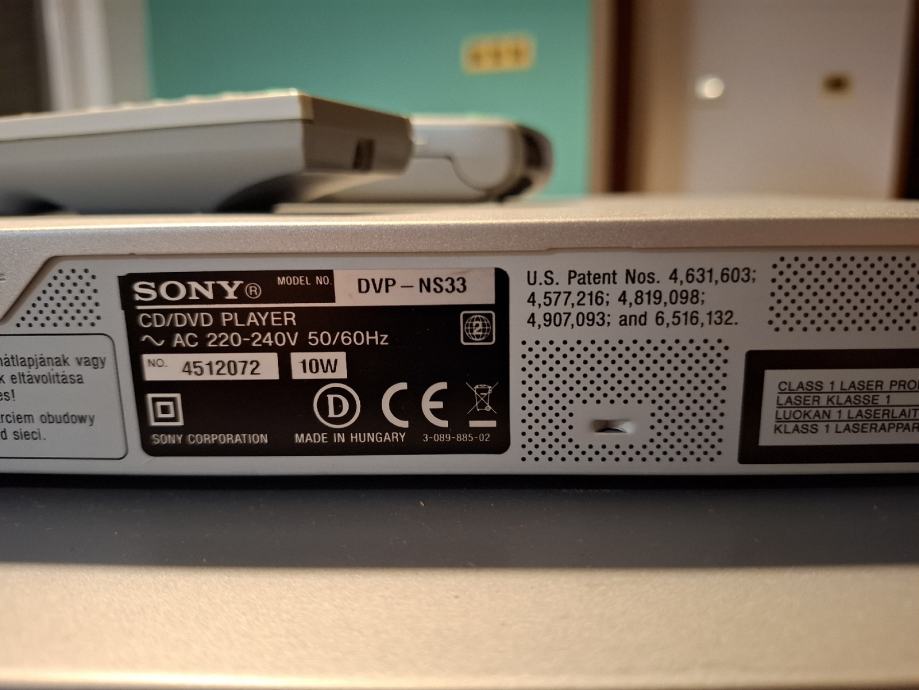 hátlapjának vagy
k eltávolítása
es!
rciem obudowy
d sieci.
SONY® MODEL NO. DVP-NS33
CD/DVD PLAYER
2
~ AC 220-240V 50/60Hz
NO. 4512072 10W
D CE
SONY CORPORATION MADE IN HUNGARY 3-089-885-02
U.S. Patent Nos. 4,631,603;
4,577,216; 4,819,098;
4,907,093; and 6,516,132.
CLASS 1 LASER PRO
LASER KLASSE 1
LUOKAN 1 LASERLAIT
KLASS 1 LASERAPPAR